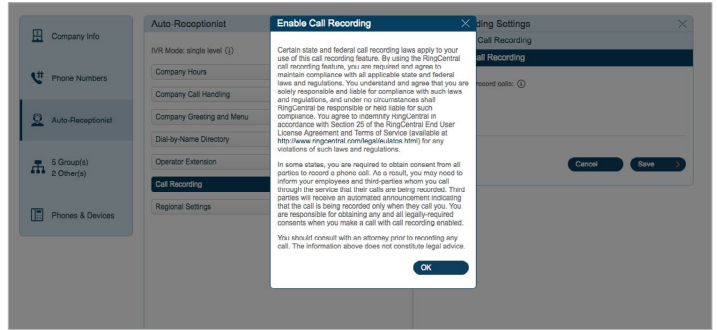 Company Info
Phone Numbers
Auto-Receptionist
5 Group(s)
2 Other(s)
Phones & Devices
Auto-Receptionist
IVR Mode: single level
Company Hours
Company Call Handling
Company Greeting and Menu
Dial-by-Name Directory
Operator Extension
Call Recording
Regional Settings
Enable Call Recording
Certain state and federal call recording laws apply to your
use of this call recording feature. By using the RingCentral
call recording feature, you are required and agree to
maintain compliance with all applicable state and federal
laws and regulations. You understand and agree that you are
solely responsible and liable for compliance with such laws
and regulations, and under no circumstances shall
RingCentral be responsible or held liable for such
compliance. You agree to indemnify RingCentral in
accordance with Section 25 of the RingCentral End User
License Agreement and Terms of Service (available at
http://www.ringcentral.com/legal/eulatos.html) for any
violations of such laws and regulations.
In some states, you are required to obtain consent from all
parties to record a phone call. As a result, you may need to
inform your employees and third-parties whom you call
through the service that their calls are being recorded. Third
parties will receive an automated announcement indicating
that the call is being recorded only when they call you. You
are responsible for obtaining any and all legally-required
consents when you make a call with call recording enabled.
You should consult with an attorney prior to recording any
call. The information above does not constitute legal advice.
OK
ding Settings
Call Recording
all Recording
record calls:
Cancel
Save